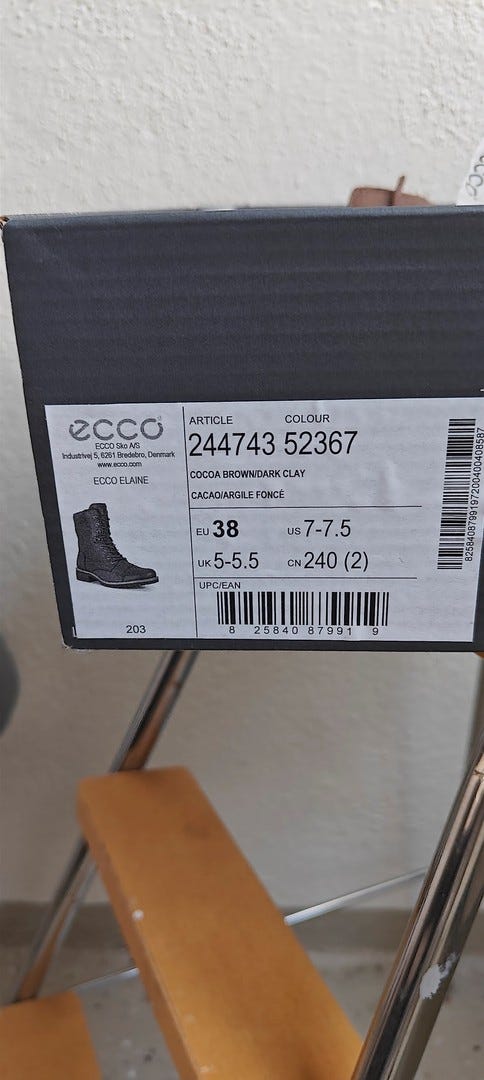 ecco
ECCO Sko A/S
Industrivej 5, 6261 Bredebro, Denmark
www.ecco.com
ECCO ELAINE
203
ARTICLE COLOUR
244743 52367
COCOA BROWN/DARK CLAY
CACAO/ARGILE FONCÉ
EU 38 US 7-7.5
UK 5-5.5 CN 240 (2)
UPC/EAN
8 25840 87991 9
825840879919720040040858​7